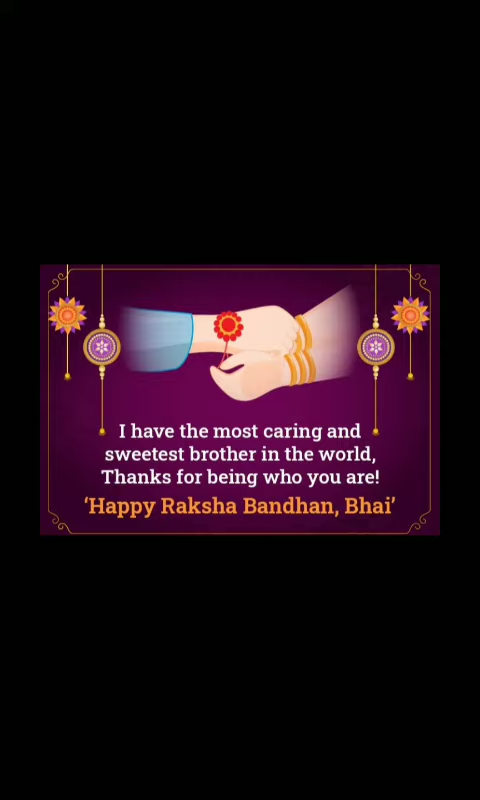 I have the most caring and
sweetest brother in the world,
Thanks for being who you are!
‘Happy Raksha Bandhan, Bhai’